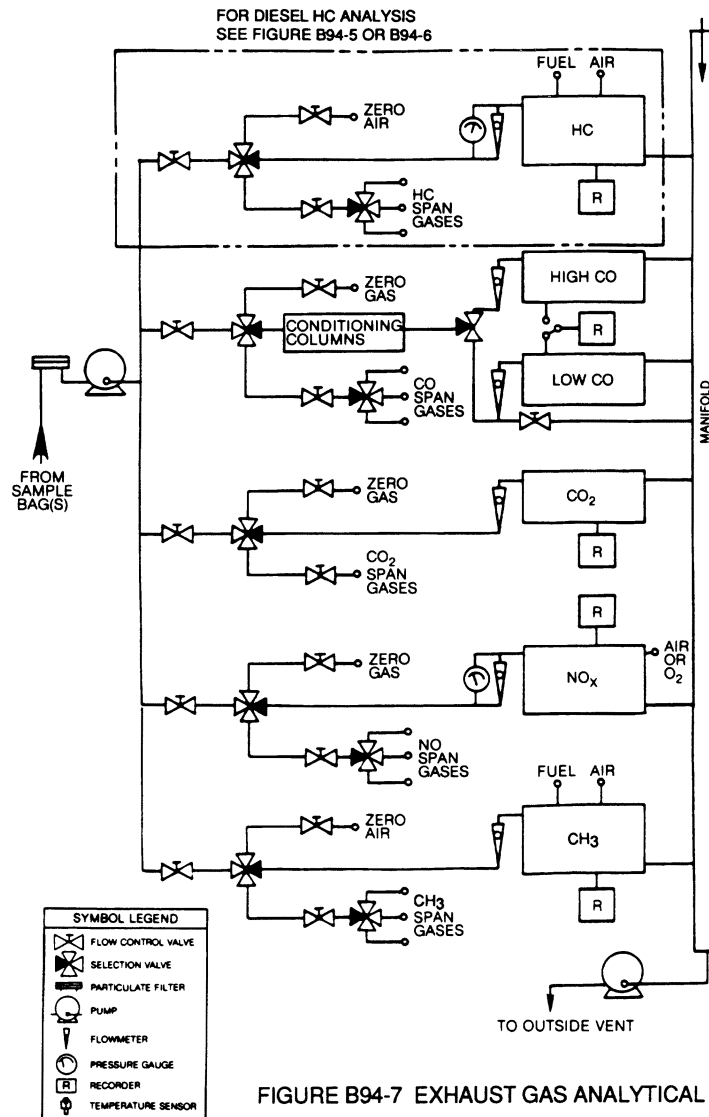 FOR DIESEL HC ANALYSIS
SEE FIGURE B94-5 OR B94-6
FUEL AIR
ZERO
AIR
HC
R
HC
SPAN
GASES
ZERO
GAS
HIGH CO
CONDITIONING
COLUMNS
R
LOW CO
CO
SPAN
GASES
MANIFOLD
FROM
SAMPLE
BAG(S)
ZERO
GAS
CO2
R
CO2
SPAN
GASES
R
ZERO
GAS
NOX
AIR
OR
O2
NO
SPAN
GASES
FUEL AIR
ZERO
AIR
CH3
R
CH3
SPAN
GASES
TO OUTSIDE VENT
SYMBOL LEGEND
FLOW CONTROL VALVE
SELECTION VALVE
PARTICULATE FILTER
PUMP
FLOWMETER
PRESSURE GAUGE
R RECORDER
TEMPERATURE SENSOR
FIGURE B94-7 EXHAUST GAS ANALYTICAL